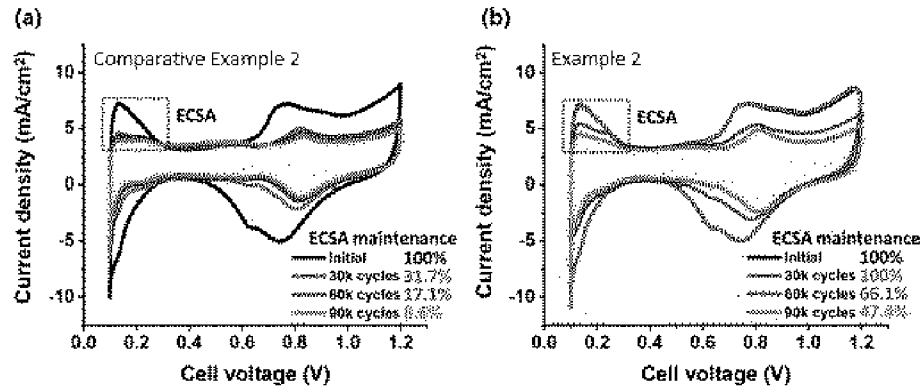 (a)
Comparative Example 2
ECSA
Current density (mA/cm²)
10
5
0
-5
-10
0.0 0.2 0.4 0.6 0.8 1.0 1.2
Cell voltage (V)
ECSA maintenance
Initial 100%
30k cycles 31.7%
60k cycles 17.1%
90k cycles
(b)
Example 2
ECSA
Current density (mA/cm²)
10
5
0
-5
-10
0.0 0.2 0.4 0.6 0.8 1.0 1.2
Cell voltage (V)
ECSA maintenance
Initial 100%
30k cycles 100%
60k cycles 66.1%
90k cycles